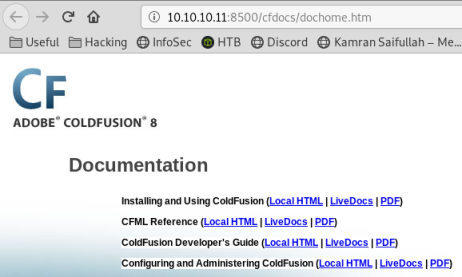 10.10.10.11:8500/cfdocs/dochome.htm
Useful Hacking InfoSec HTB Discord Kamran Saifullah – Me...
CF
ADOBE® COLDFUSION® 8
Documentation
Installing and Using ColdFusion (Local HTML | LiveDocs | PDF)
CFML Reference (Local HTML | LiveDocs | PDF)
ColdFusion Developer's Guide (Local HTML | LiveDocs | PDF)
Configuring and Administering ColdFusion (Local HTML | LiveDocs | PDF)